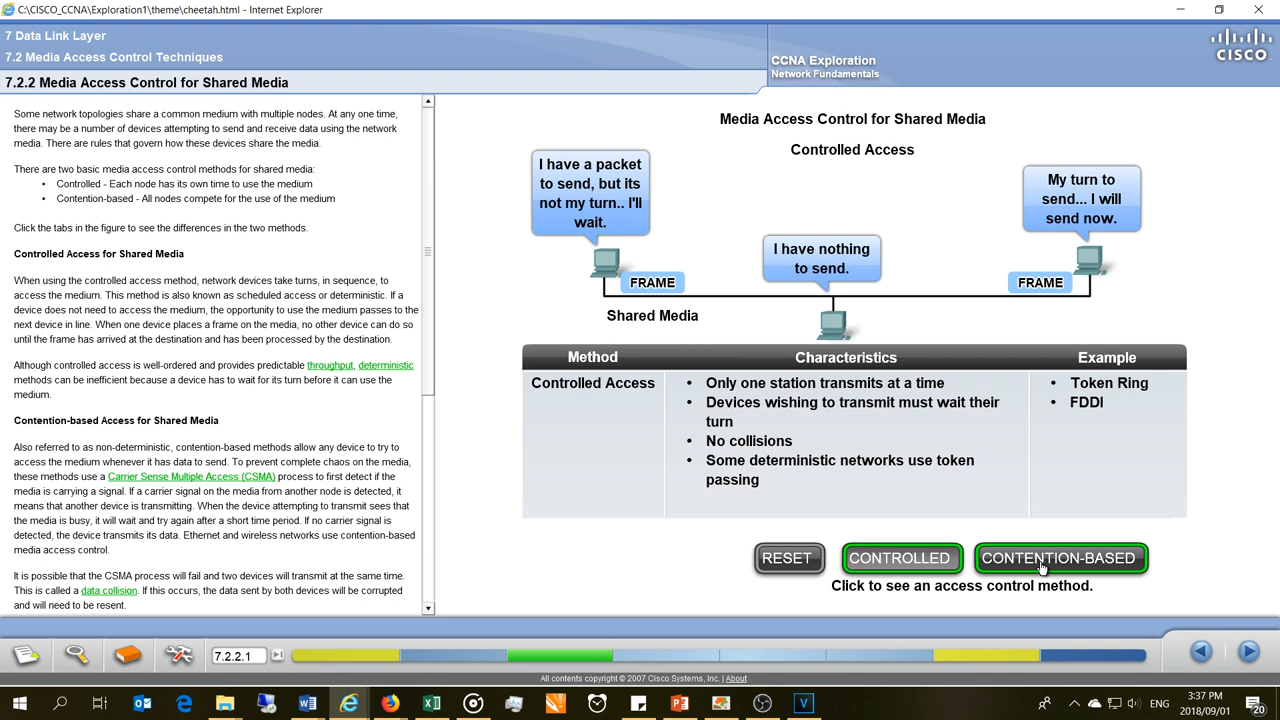 C:\CISCO_CCNA\Exploration1\theme\cheetah.html - Internet Explorer
7 Data Link Layer
7.2 Media Access Control Techniques
7.2.2 Media Access Control for Shared Media
CCNA Exploration
Network Fundamentals
CISCO
Some network topologies share a common medium with multiple nodes. At any one time,
there may be a number of devices attempting to send and receive data using the network
media. There are rules that govern how these devices share the media.
There are two basic media access control methods for shared media:
• Controlled - Each node has its own time to use the medium
• Contention-based - All nodes compete for the use of the medium
Click the tabs in the figure to see the differences in the two methods.
Controlled Access for Shared Media
When using the controlled access method, network devices take turns, in sequence, to
access the medium. This method is also known as scheduled access or deterministic. If a
device does not need to access the medium, the opportunity to use the medium passes to the
next device in line. When one device places a frame on the media, no other device can do so
until the frame has arrived at the destination and has been processed by the destination.
Although controlled access is well-ordered and provides predictable throughput, deterministic
methods can be inefficient because a device has to wait for its turn before it can use the
medium.
Contention-based Access for Shared Media
Also referred to as non-deterministic, contention-based methods allow any device to try to
access the medium whenever it has data to send. To prevent complete chaos on the media,
these methods use a Carrier Sense Multiple Access (CSMA) process to first detect if the
media is carrying a signal. If a carrier signal on the media from another node is detected, it
means that another device is transmitting. When the device attempting to transmit sees that
the media is busy, it will wait and try again after a short time period. If no carrier signal is
detected, the device transmits its data. Ethernet and wireless networks use contention-based
media access control.
It is possible that the CSMA process will fail and two devices will transmit at the same time.
This is called a data collision. If this occurs, the data sent by both devices will be corrupted
and will need to be resent.
Media Access Control for Shared Media
Controlled Access
I have a packet
to send, but its
not my turn.. I'll
wait.
My turn to
send... I will
send now.
I have nothing
to send.
FRAME
FRAME
Shared Media
Method
Characteristics
Example
Controlled Access
• Only one station transmits at a time
• Devices wishing to transmit must wait their
turn
• No collisions
• Some deterministic networks use token
passing
• Token Ring
• FDDI
RESET
CONTROLLED
CONTENTION-BASED
Click to see an access control method.
7.2.2.1
All contents copyright © 2007 Cisco Systems, Inc. | About
3:37 PM
2018/09/01
20